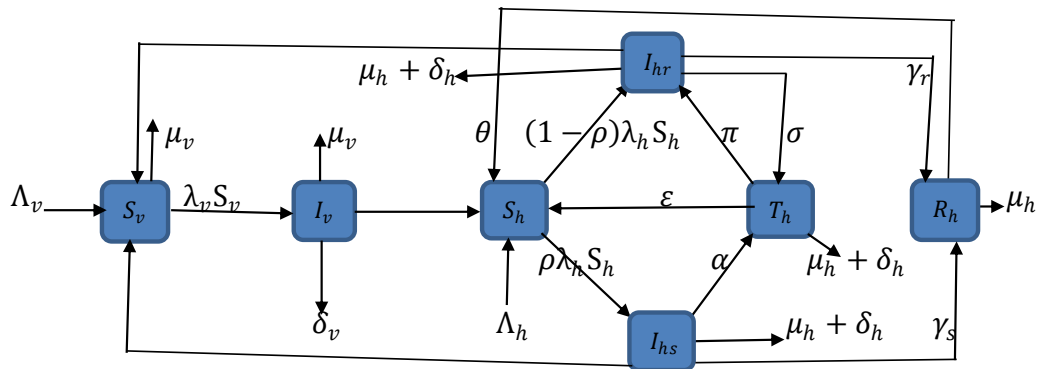 I_hr
μ_h + δ_h
γ_r
θ
(1 − ρ)λ_h S_h
π
σ
μ_v
μ_v
Λ_v
S_v
λ_v S_v
I_v
S_h
ε
T_h
R_h
μ_h
ρλ_h S_h
α
μ_h + δ_h
δ_v
Λ_h
I_hs
μ_h + δ_h
γ_s